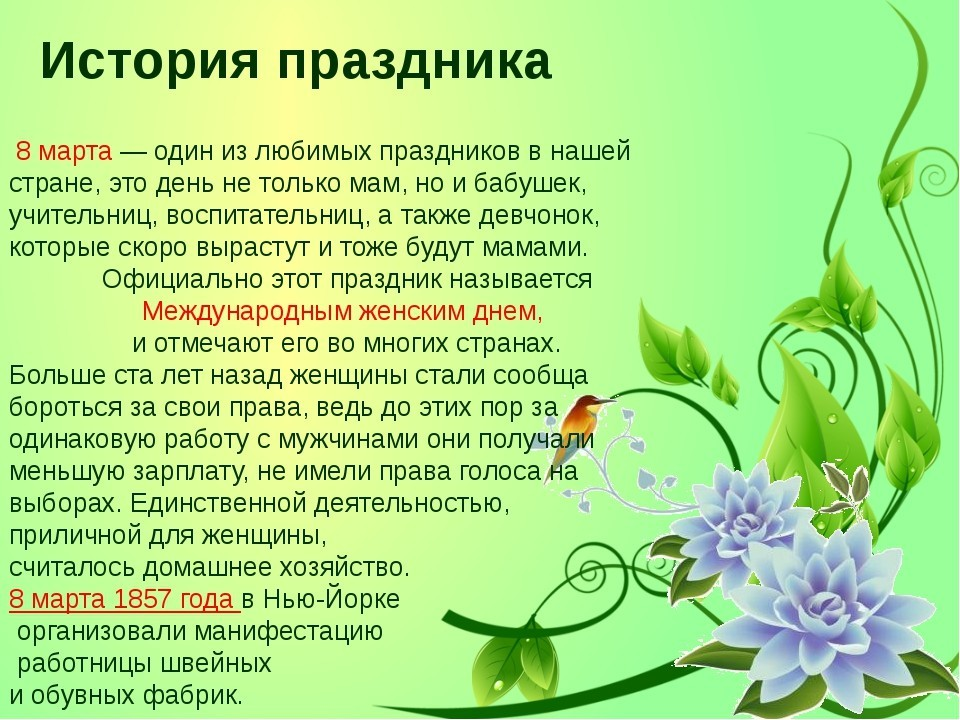 История праздника
8 марта — один из любимых праздников в нашей
стране, это день не только мам, но и бабушек,
учительниц, воспитательниц, а также девчонок,
которые скоро вырастут и тоже будут мамами.
Официально этот праздник называется
Международным женским днем,
и отмечают его во многих странах.
Больше ста лет назад женщины стали сообща
бороться за свои права, ведь до этих пор за
одинаковую работу с мужчинами они получали
меньшую зарплату, не имели права голоса на
выборах. Единственной деятельностью,
приличной для женщины,
считалось домашнее хозяйство.
8 марта 1857 года в Нью-Йорке
организовали манифестацию
работницы швейных
и обувных фабрик.